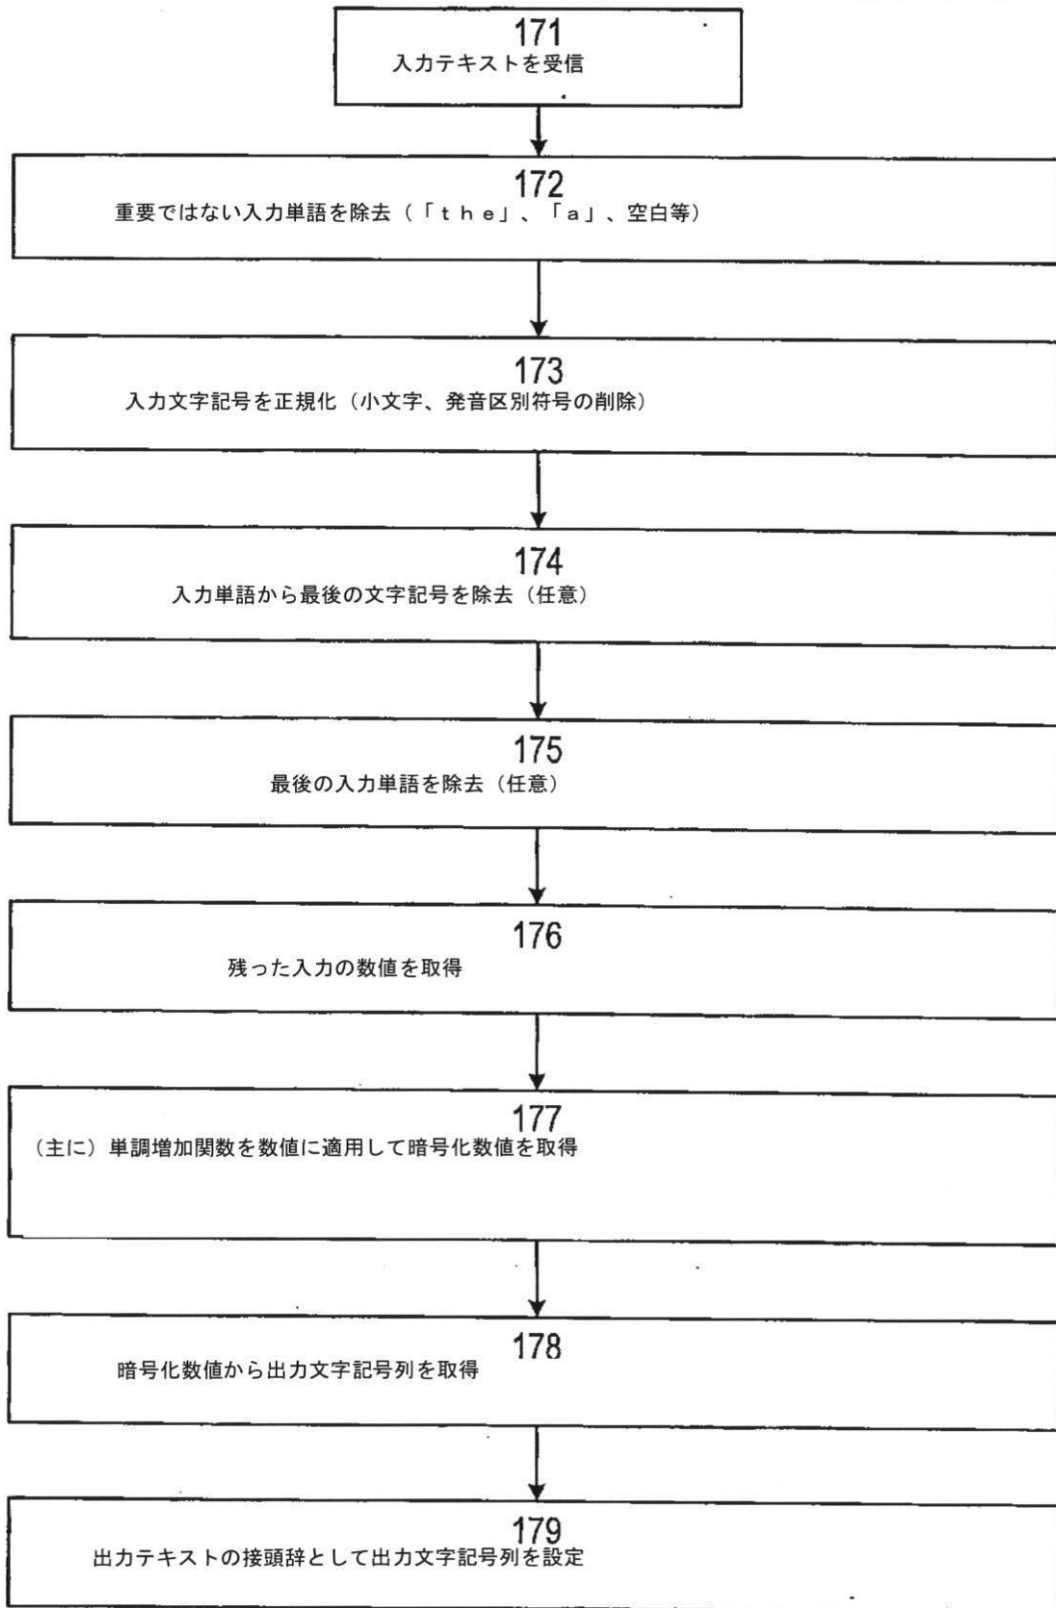 171
入力テキストを受信
172
重要ではない入力単語を除去（「ｔｈｅ」、「ａ」、空白等）
173
入力文字記号を正規化（小文字、発音区別符号の削除）
174
入力単語から最後の文字記号を除去（任意）
175
最後の入力単語を除去（任意）
176
残った入力の数値を取得
177
（主に）単調増加関数を数値に適用して暗号化数値を取得
178
暗号化数値から出力文字記号列を取得
179
出力テキストの接頭辞として出力文字記号列を設定